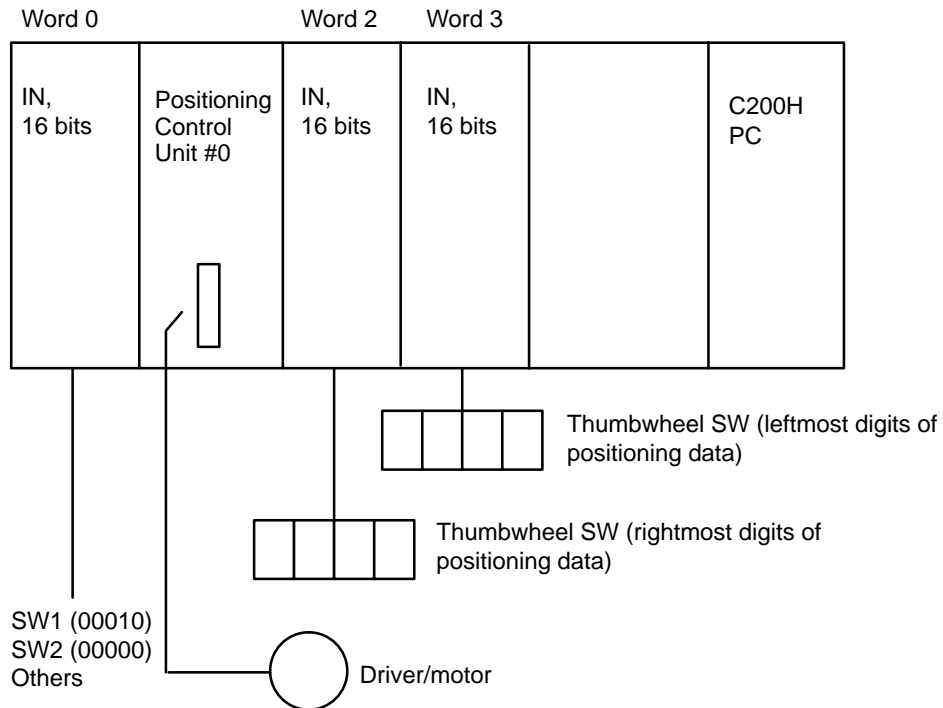 Word 0
Word 2
Word 3
IN,
16 bits
Positioning
Control
Unit #0
IN,
16 bits
IN,
16 bits
C200H
PC
Thumbwheel SW (leftmost digits of
positioning data)
Thumbwheel SW (rightmost digits of
positioning data)
SW1 (00010)
SW2 (00000)
Others
Driver/motor